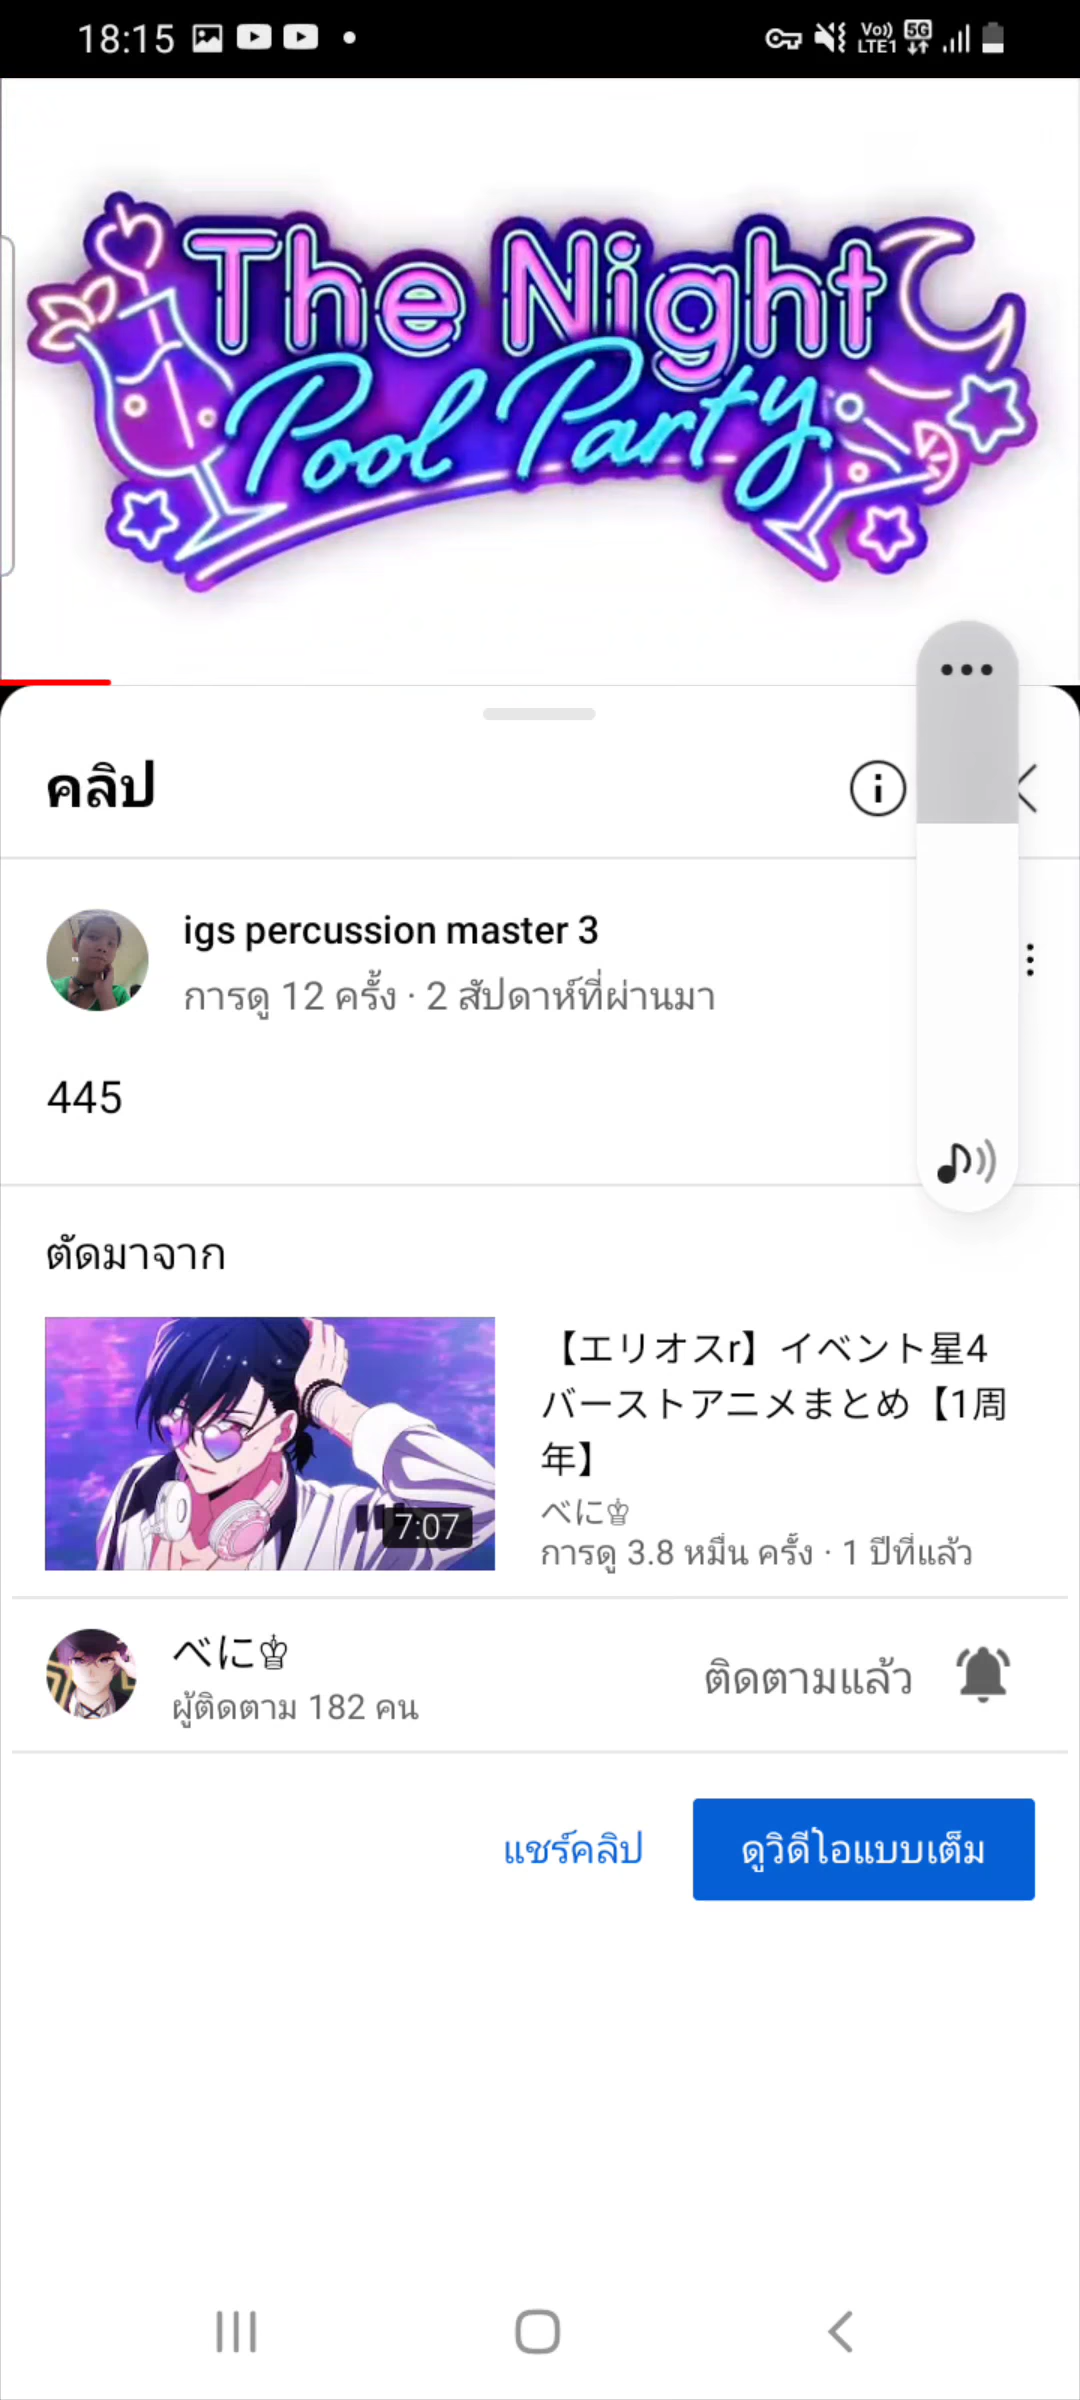 18:15
Vo)) LTE1 5G
The Night
Pool Party
คลิป
igs percussion master 3
การดู 12 ครั้ง · 2 สัปดาห์ที่ผ่านมา
445
ตัดมาจาก
7:07
【エリオスr】イベント星4
バーストアニメまとめ【1周
年】
べに♔
การดู 3.8 หมื่น ครั้ง · 1 ปีที่แล้ว
べに♔
ผู้ติดตาม 182 คน
ติดตามแล้ว
แชร์คลิป
ดูวิดีโอแบบเต็ม